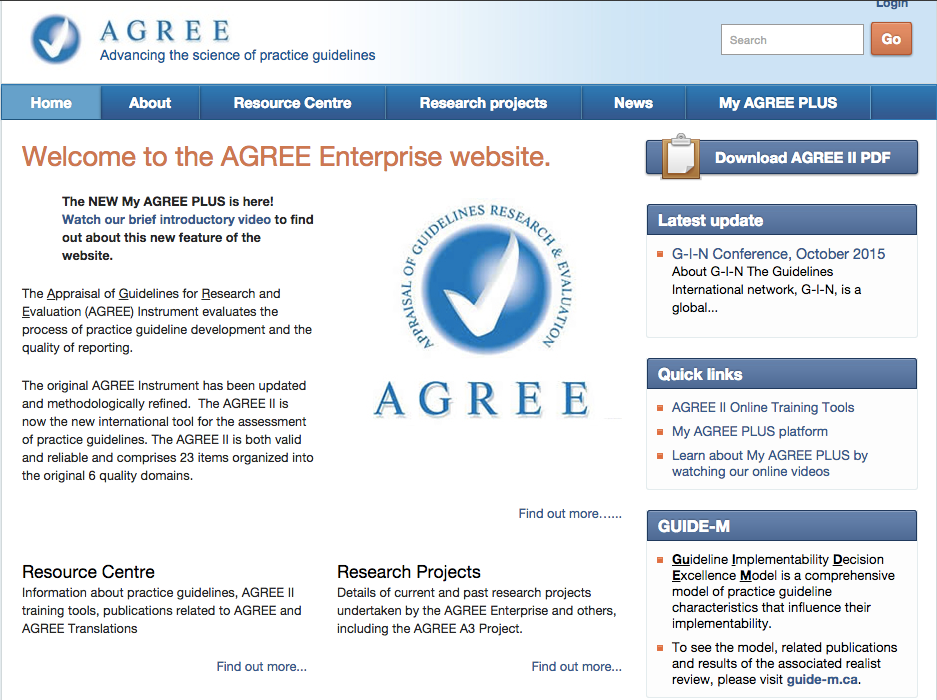 Login
AGREE
Advancing the science of practice guidelines
Search
Go
Home
About
Resource Centre
Research projects
News
My AGREE PLUS
Welcome to the AGREE Enterprise website.
The NEW My AGREE PLUS is here!
Watch our brief introductory video to find
out about this new feature of the
website.
The Appraisal of Guidelines for Research and
Evaluation (AGREE) Instrument evaluates the
process of practice guideline development and the
quality of reporting.
The original AGREE Instrument has been updated
and methodologically refined.  The AGREE II is
now the new international tool for the assessment
of practice guidelines. The AGREE II is both valid
and reliable and comprises 23 items organized into
the original 6 quality domains.
APPRAISAL OF GUIDELINES RESEARCH & EVALUATION
AGREE
Find out more......
Resource Centre
Information about practice guidelines, AGREE II
training tools, publications related to AGREE and
AGREE Translations
Find out more...
Research Projects
Details of current and past research projects
undertaken by the AGREE Enterprise and others,
including the AGREE A3 Project.
Find out more...
Download AGREE II PDF
Latest update
G-I-N Conference, October 2015
About G-I-N The Guidelines
International network, G-I-N, is a
global...
Quick links
AGREE II Online Training Tools
My AGREE PLUS platform
Learn about My AGREE PLUS by
watching our online videos
GUIDE-M
Guideline Implementability Decision
Excellence Model is a comprehensive
model of practice guideline
characteristics that influence their
implementability.
To see the model, related publications
and results of the associated realist
review, please visit guide-m.ca.